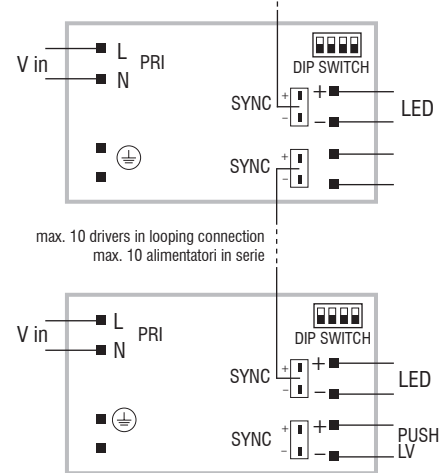 V in
L
N
PRI
DIP SWITCH
SYNC
+
−
+
−
LED
SYNC
+
−
max. 10 drivers in looping connection
max. 10 alimentatori in serie
V in
L
N
PRI
DIP SWITCH
SYNC
+
−
+
−
LED
SYNC
+
−
+
−
PUSH
LV